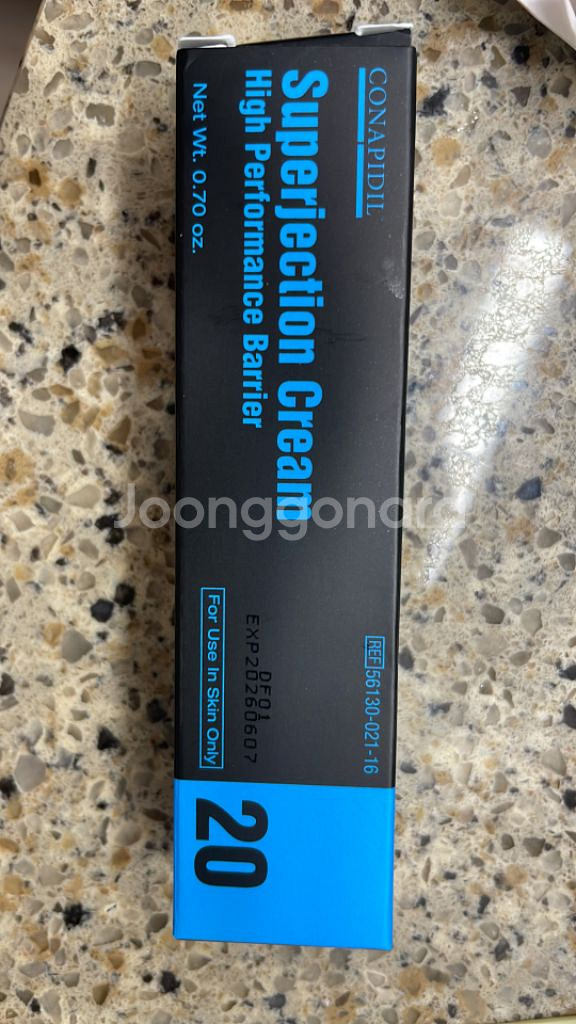 CONAPIDIL
Superjection Cream
High Performance Barrier
Net Wt. 0.70 oz.
REF 56130-021-16
DF01
EXP20260607
For Use In Skin Only
20
Joonggonara